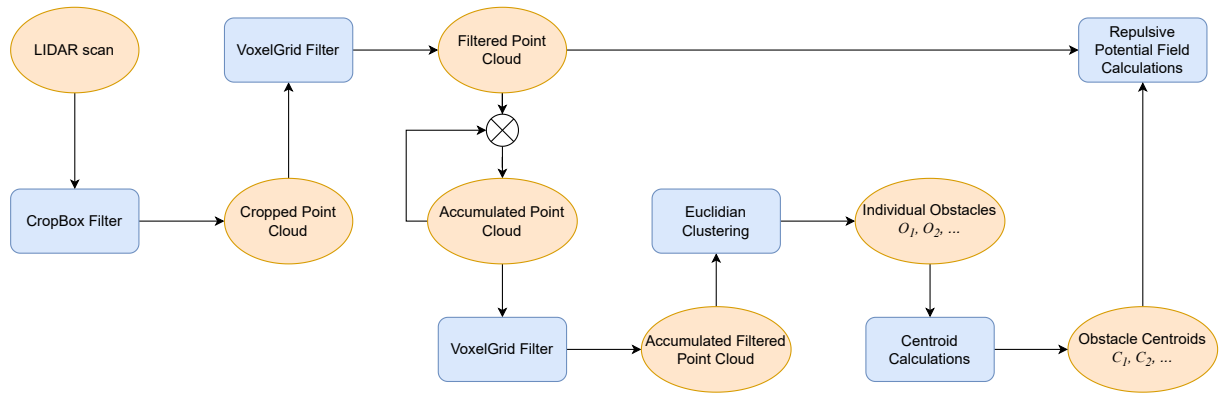 LIDAR scan
CropBox Filter
Cropped Point
Cloud
VoxelGrid Filter
Filtered Point
Cloud
Accumulated Point
Cloud
VoxelGrid Filter
Accumulated Filtered
Point Cloud
Euclidian
Clustering
Individual Obstacles
O1, O2, ...
Centroid
Calculations
Obstacle Centroids
C1, C2, ...
Repulsive
Potential Field
Calculations